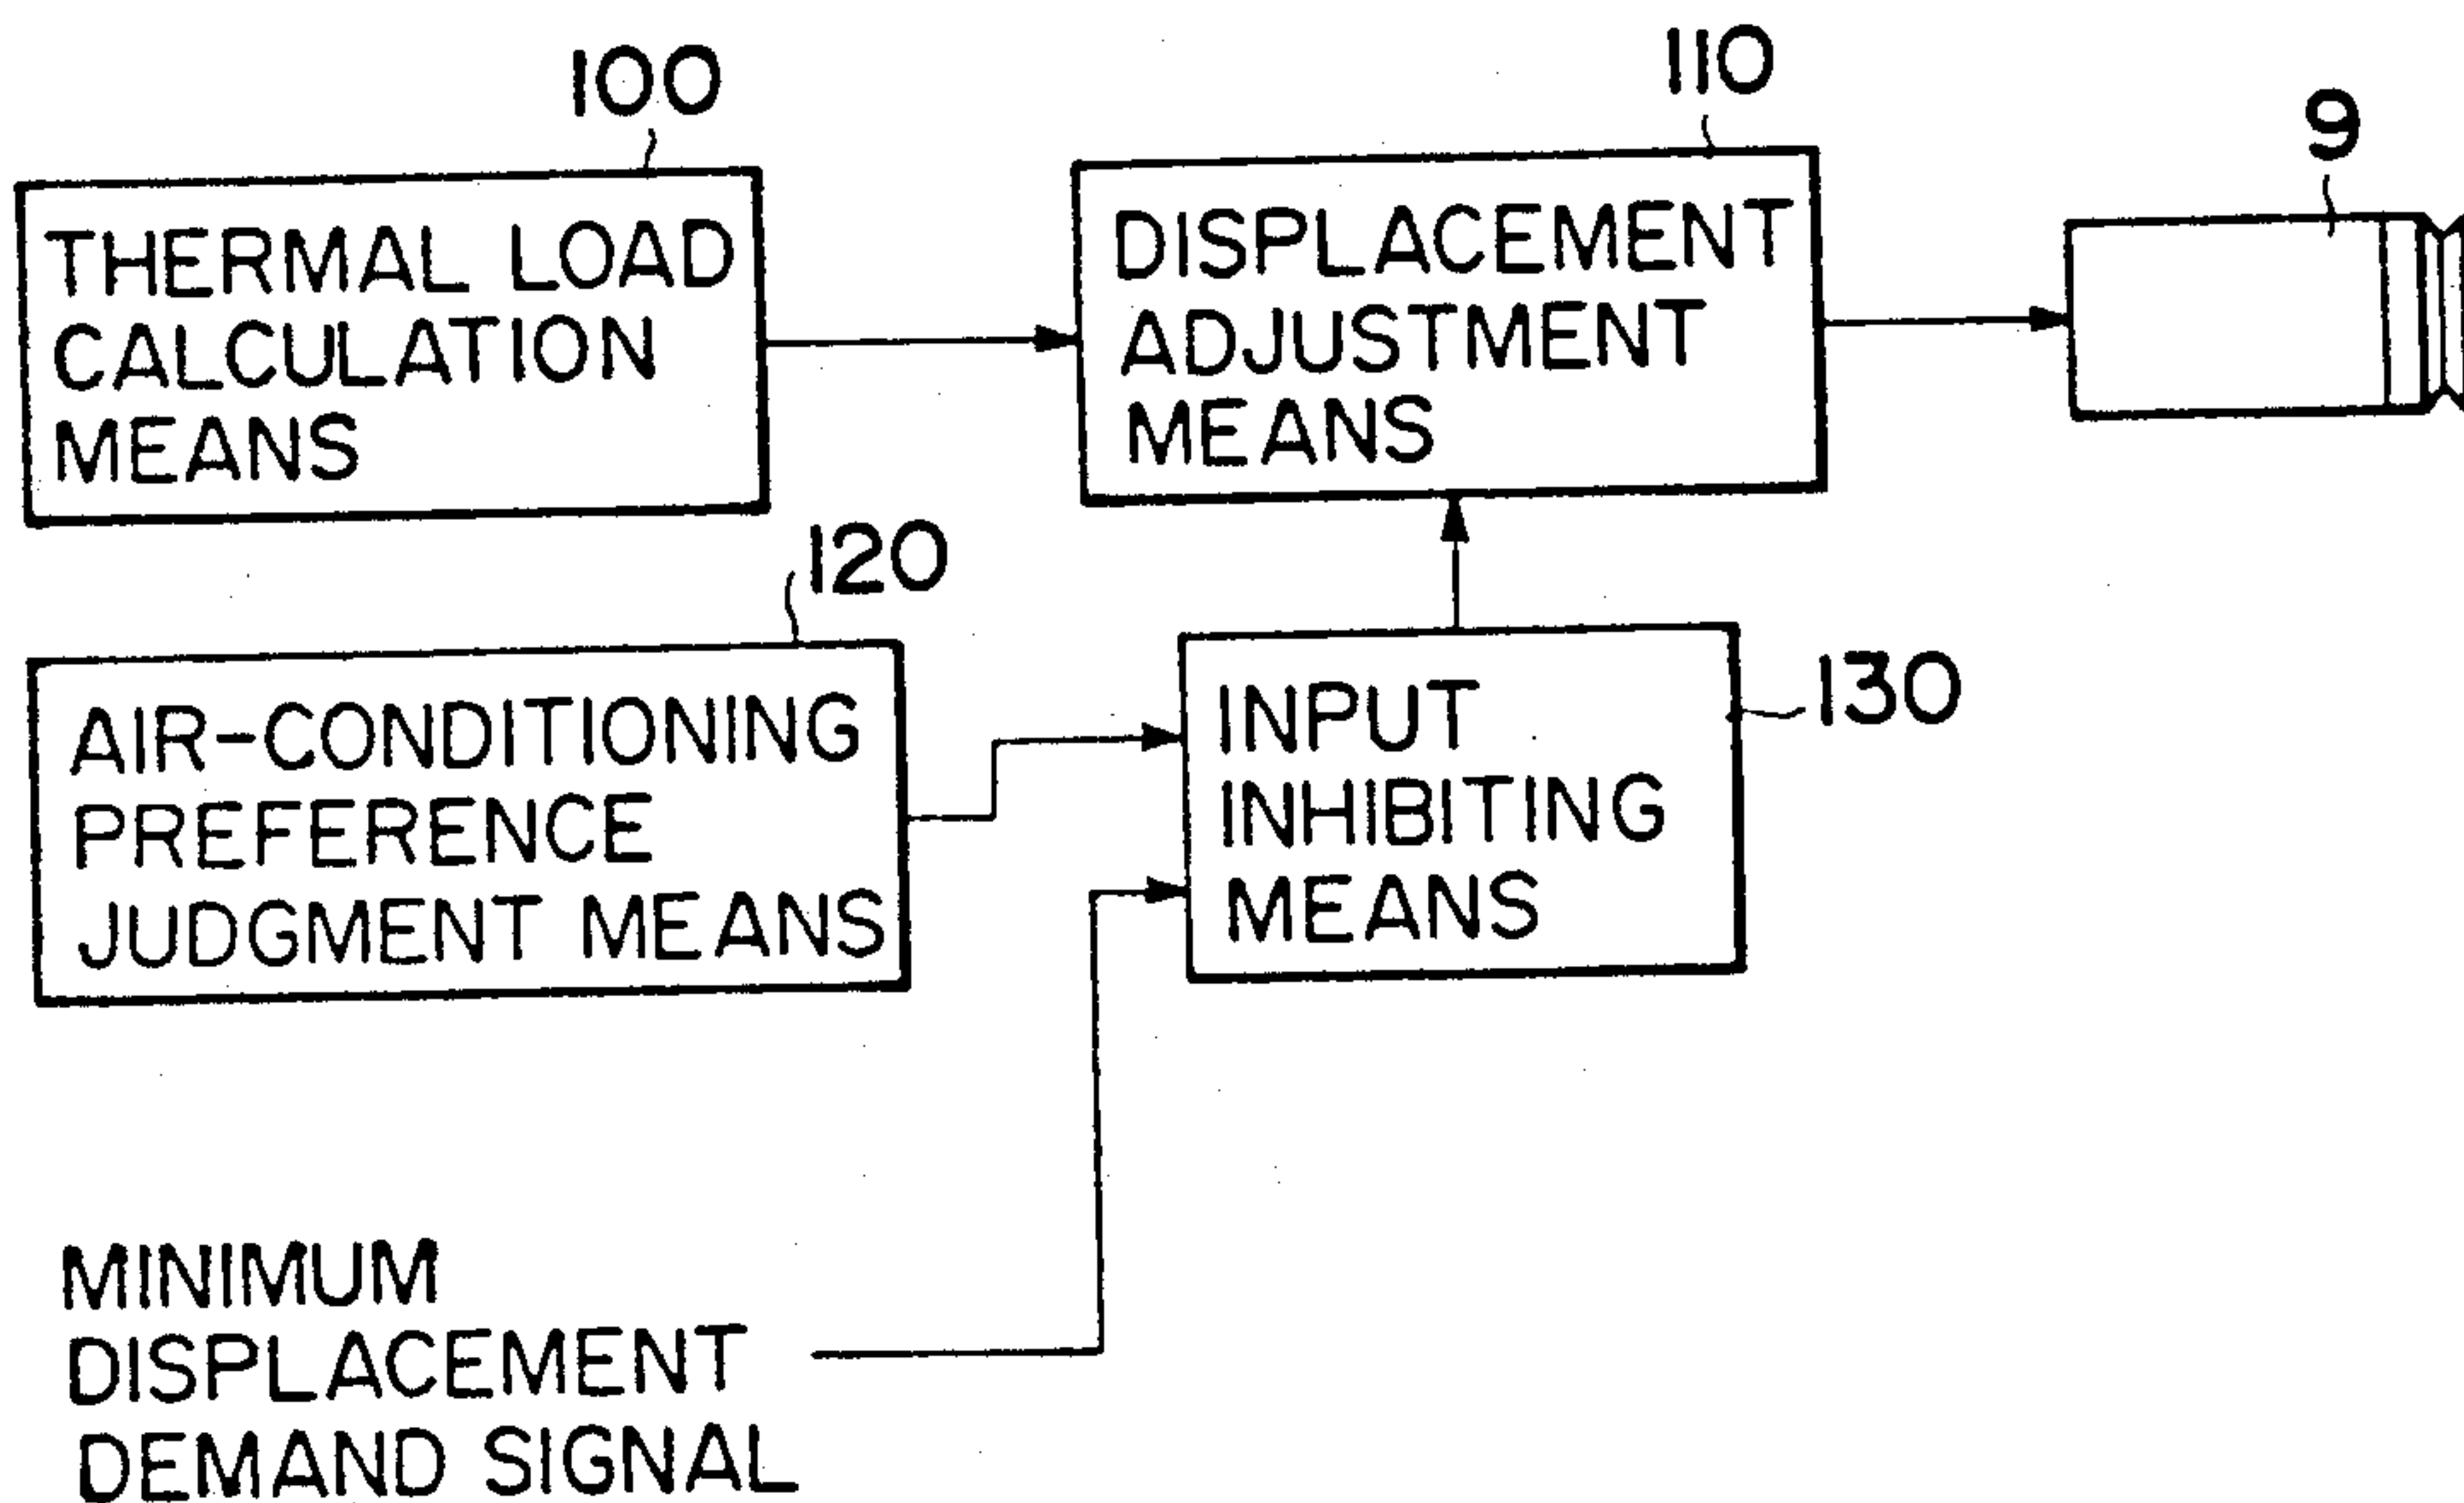 100
THERMAL LOAD
CALCULATION
MEANS
110
DISPLACEMENT
ADJUSTMENT
MEANS
9
120
AIR-CONDITIONING
PREFERENCE
JUDGMENT MEANS
130
INPUT
INHIBITING
MEANS
MINIMUM
DISPLACEMENT
DEMAND SIGNAL